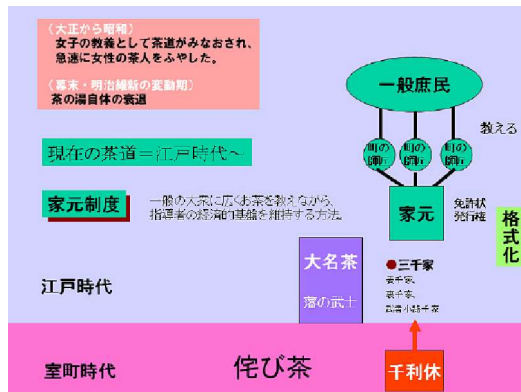 （大正から昭和）
女子の教養として茶道がみなおされ、
急速に女性の茶人をふやした。
（幕末・明治維新の変動期）
茶の湯自体の衰退
一般庶民
教える
町の師匠
町の師匠
町の師匠
現在の茶道＝江戸時代～
家元制度
一般の大衆に広くお茶を教えながら、
指導者の経済的基盤を維持する方法。
家元
免許状
発行権
格式化
大名茶
藩の武士
●三千家
表千家、
裏千家、
武者小路千家
江戸時代
室町時代
侘び茶
千利休